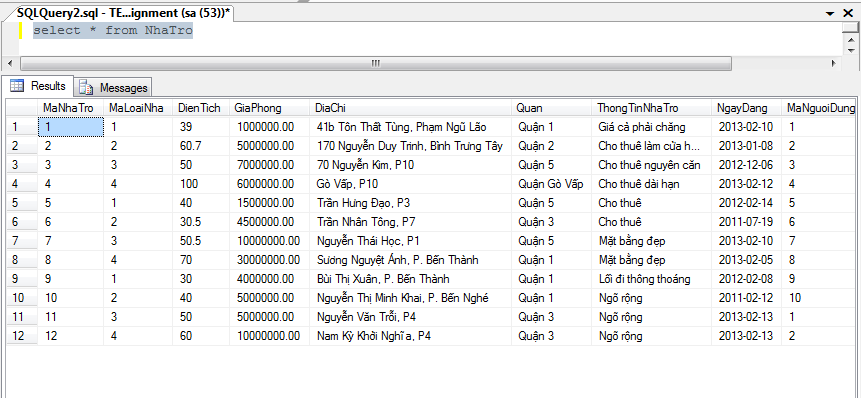 SQLQuery2.sql - TE...ignment (sa (53))*
select * from NhaTro
Results Messages
MaNhaTro MaLoaiNha DienTich GiaPhong DiaChi Quan ThongTinNhaTro NgayDang MaNguoiDung
1 1 1 39 1000000.00 41b Tôn Thất Tùng, Phạm Ngũ Lão Quận 1 Giá cả phải chăng 2013-02-10 1
2 2 2 60.7 5000000.00 170 Nguyễn Duy Trinh, Bình Trưng Tây Quận 2 Cho thuê làm cửa h... 2013-01-08 2
3 3 3 50 7000000.00 70 Nguyễn Kim, P10 Quận 5 Cho thuê nguyên căn 2012-12-06 3
4 4 4 100 6000000.00 Gò Vấp, P10 Quận Gò Vấp Cho thuê dài hạn 2013-02-12 4
5 5 1 40 1500000.00 Trần Hưng Đạo, P3 Quận 5 Cho thuê 2012-02-14 5
6 6 2 30.5 4500000.00 Trần Nhân Tông, P7 Quận 3 Cho thuê 2011-07-19 6
7 7 3 50.5 10000000.00 Nguyễn Thái Học, P1 Quận 5 Mặt bằng đẹp 2013-02-10 7
8 8 4 70 30000000.00 Sương Nguyệt Ánh, P. Bến Thành Quận 1 Mặt bằng đẹp 2013-02-05 8
9 9 1 30 4000000.00 Bùi Thị Xuân, P. Bến Thành Quận 1 Lối đi thông thoáng 2012-02-08 9
10 10 2 40 5000000.00 Nguyễn Thị Minh Khai, P. Bến Nghé Quận 1 Ngõ rộng 2011-02-12 10
11 11 3 50 5000000.00 Nguyễn Văn Trỗi, P4 Quận 3 Ngõ rộng 2013-02-13 1
12 12 4 60 10000000.00 Nam Kỳ Khởi Nghĩa, P4 Quận 3 Ngõ rộng 2013-02-13 2